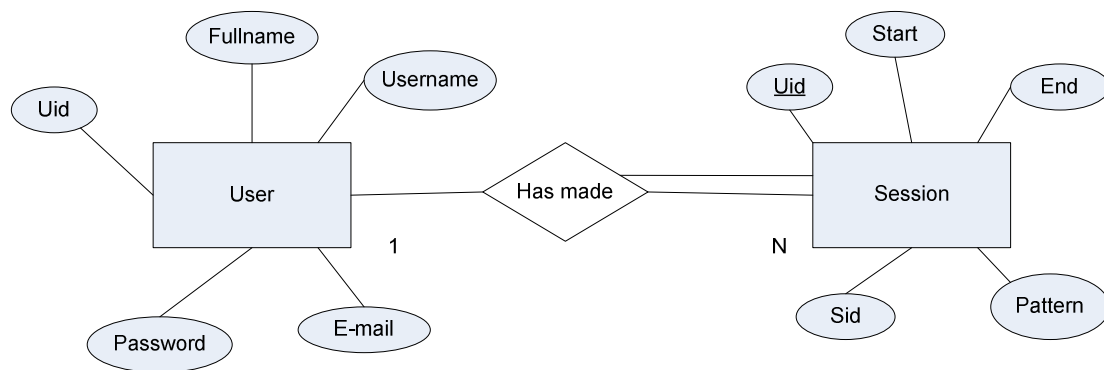 Fullname
Start
Username
Uid
End
Uid
User
Has made
Session
1
N
Sid
Pattern
E-mail
Password